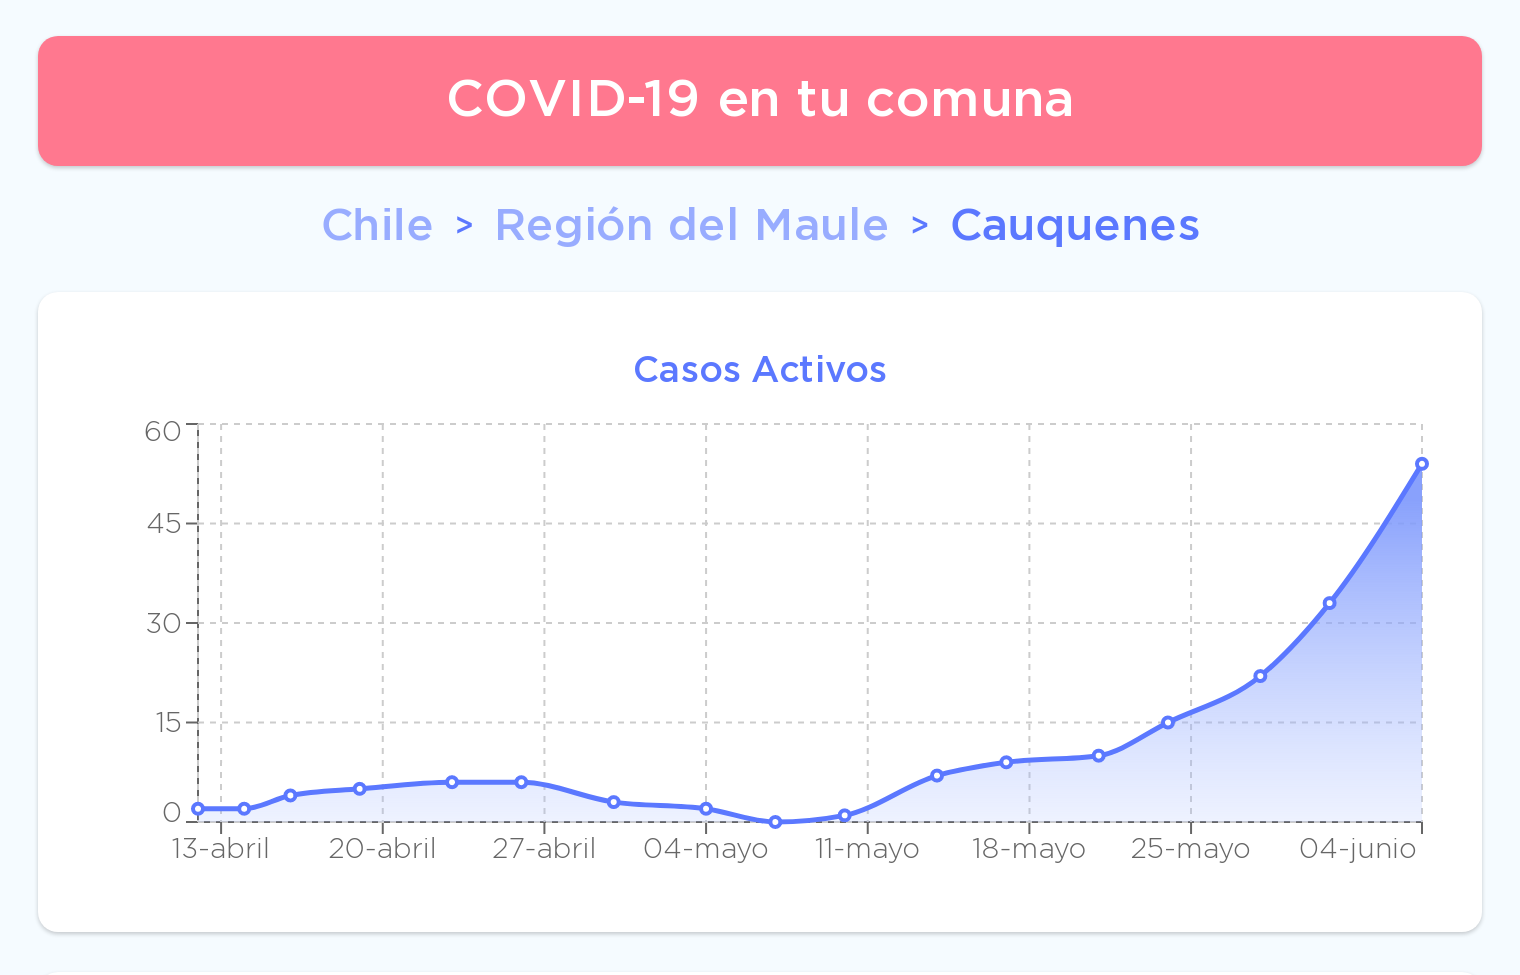 COVID-19 en tu comuna
Chile > Región del Maule > Cauquenes
Casos Activos
60
45
30
15
0
13-abril 20-abril 27-abril 04-mayo 11-mayo 18-mayo 25-mayo 04-junio